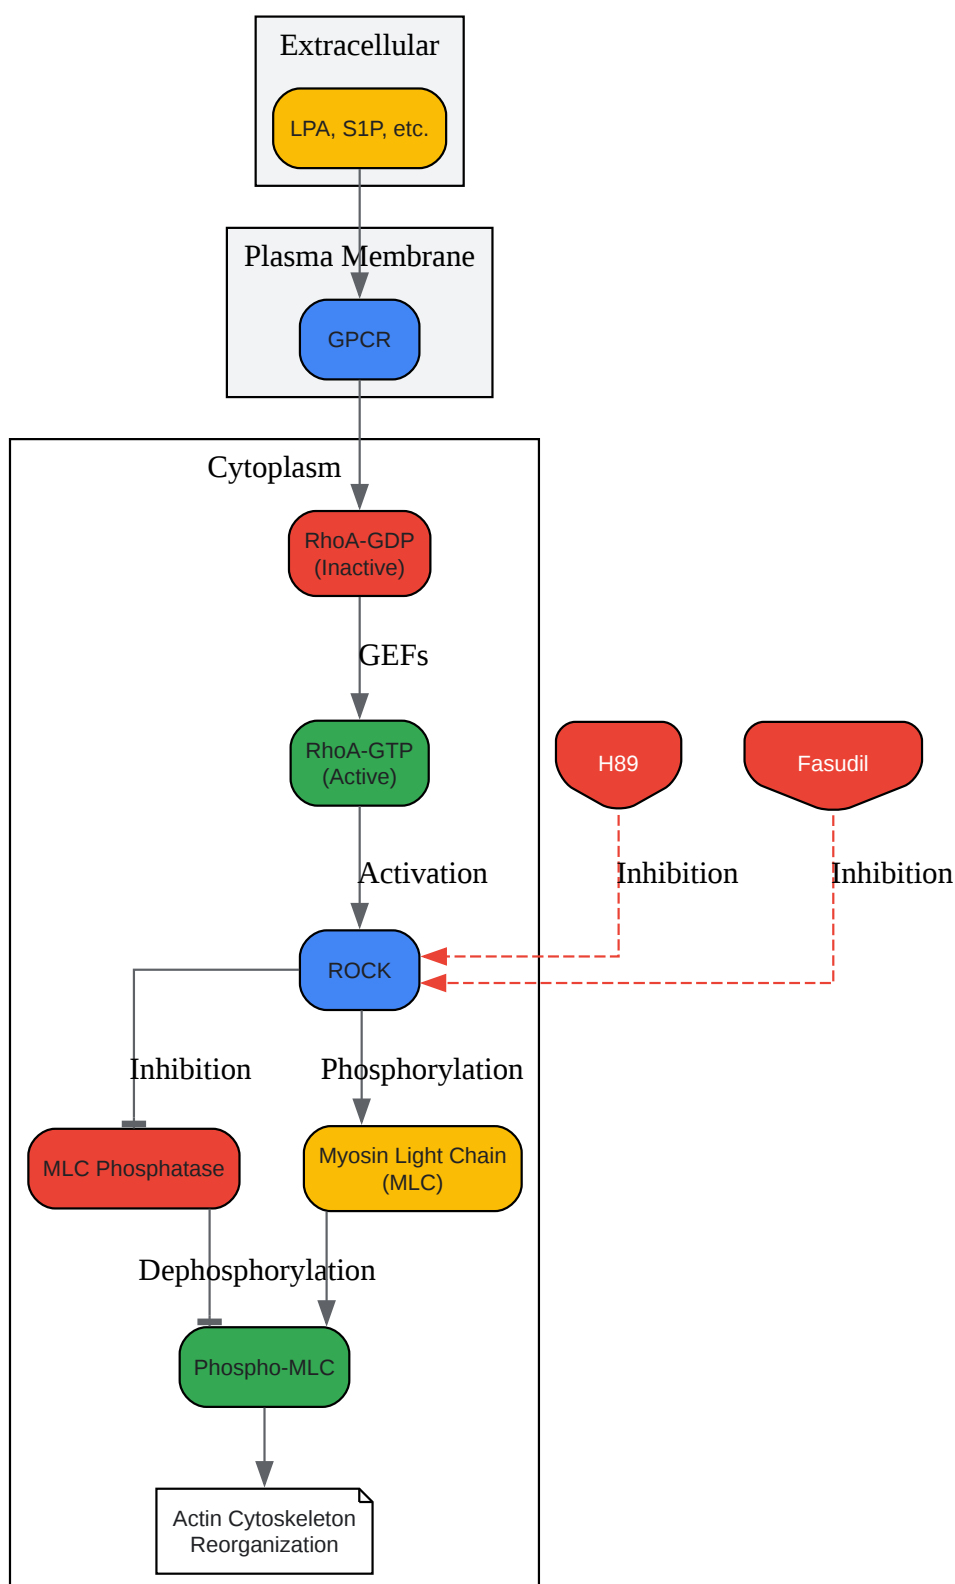 Extracellular
LPA, S1P, etc.
Plasma Membrane
GPCR
Cytoplasm
RhoA-GDP
(Inactive)
GEFs
RhoA-GTP
(Active)
H89
Fasudil
Activation
Inhibition
Inhibition
ROCK
Inhibition
Phosphorylation
MLC Phosphatase
Myosin Light Chain
(MLC)
Dephosphorylation
Phospho-MLC
Actin Cytoskeleton
Reorganization